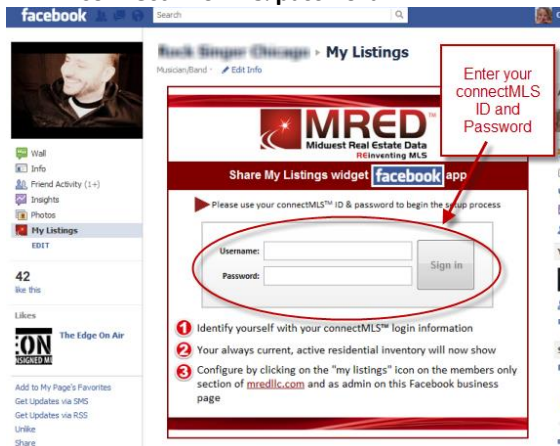 facebook
Search
My Listings
Musician/Band
Edit Info
Enter your
connectMLS
ID and
Password
MRED™
Midwest Real Estate Data
REinventing MLS
Share My Listings widget facebook app
Please use your connectMLS™ ID & password to begin the setup process
Username:
Password:
Sign in
1 Identify yourself with your connectMLS™ login information
2 Your always current, active residential inventory will now show
3 Configure by clicking on the "my listings" icon on the members only
section of mredllc.com and as admin on this Facebook business
page
Wall
Info
Friend Activity (1+)
Insights
Photos
My Listings
EDIT
42
like this
Likes
The Edge On Air
Add to My Page's Favorites
Get Updates via SMS
Get Updates via RSS
Unlike
Share